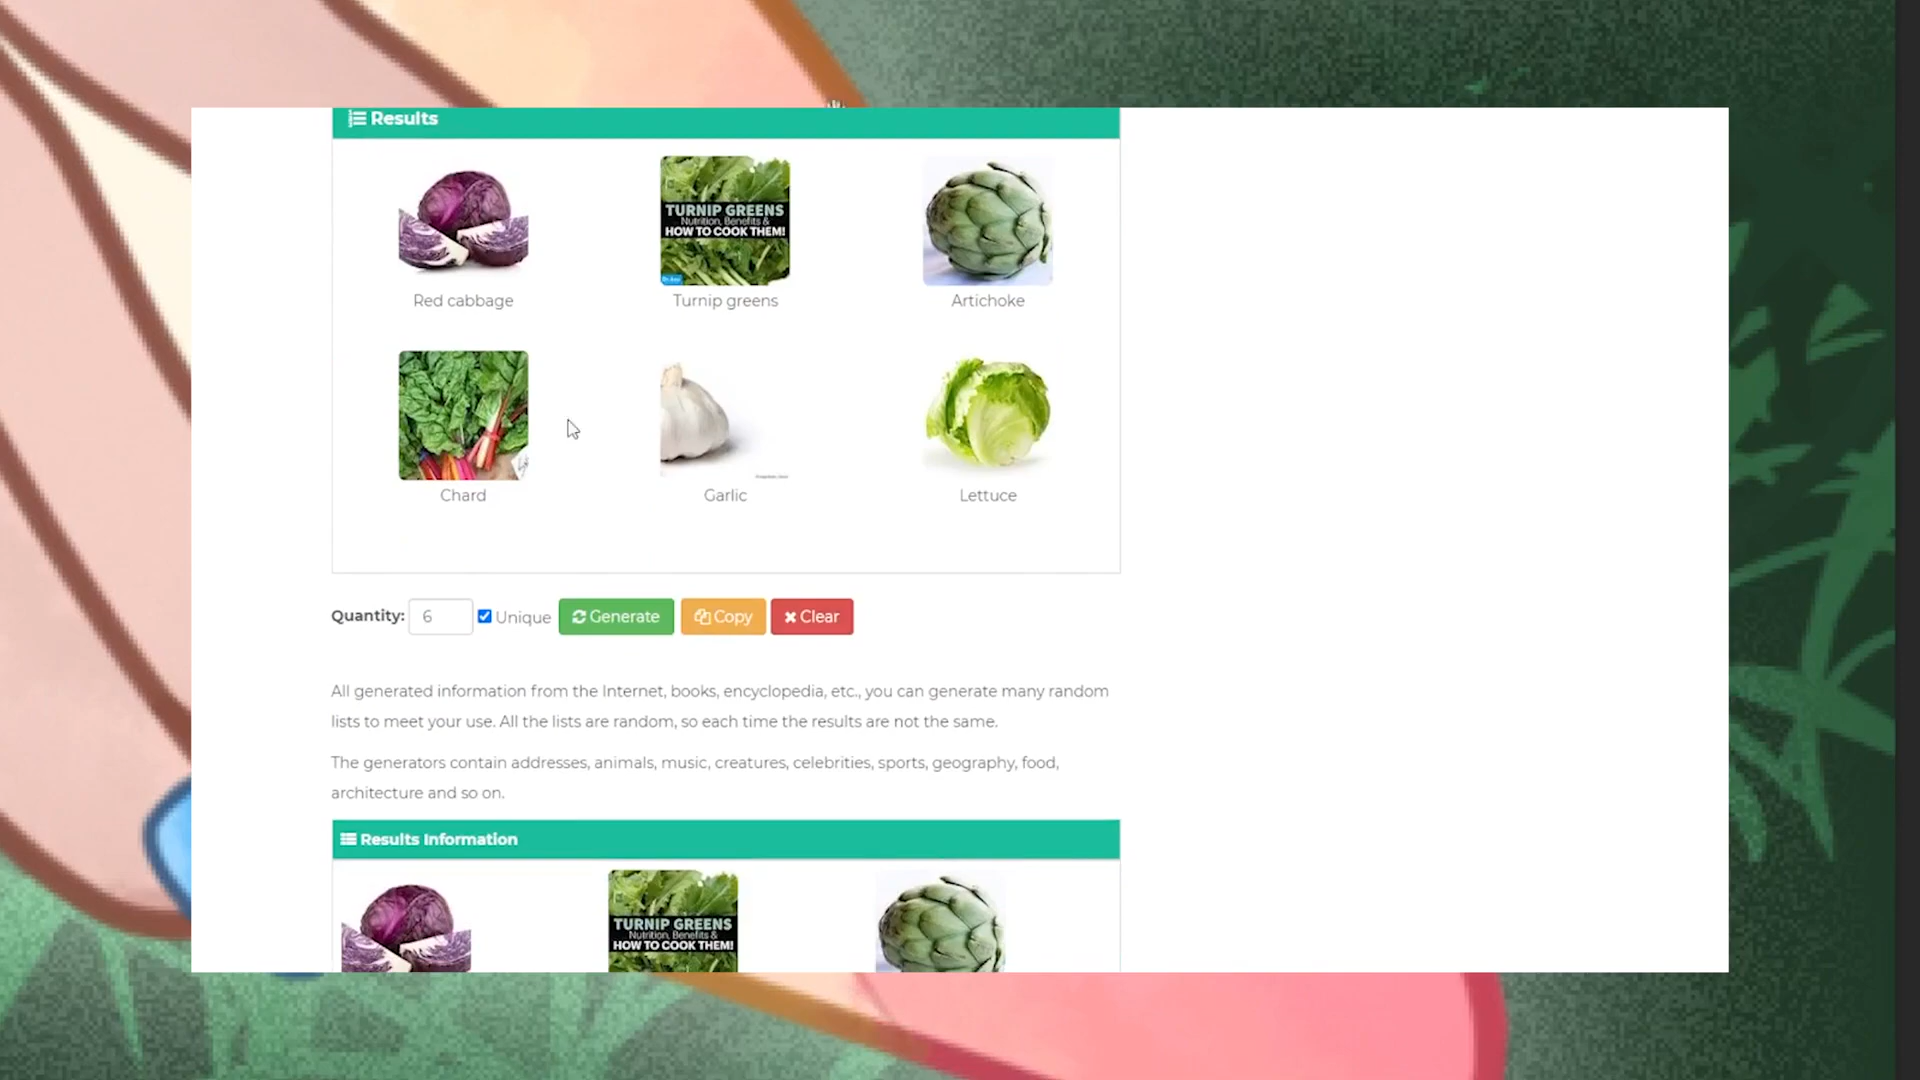 Results
TURNIP GREENS
Nutrition, Benefits &
HOW TO COOK THEM!
Red cabbage
Turnip greens
Artichoke
Chard
Garlic
Lettuce
Quantity: 6 Unique Generate Copy Clear
All generated information from the Internet, books, encyclopedia, etc., you can generate many random
lists to meet your use. All the lists are random, so each time the results are not the same.
The generators contain addresses, animals, music, creatures, celebrities, sports, geography, food,
architecture and so on.
Results Information
TURNIP GREENS
Nutrition, Benefits &
HOW TO COOK THEM!